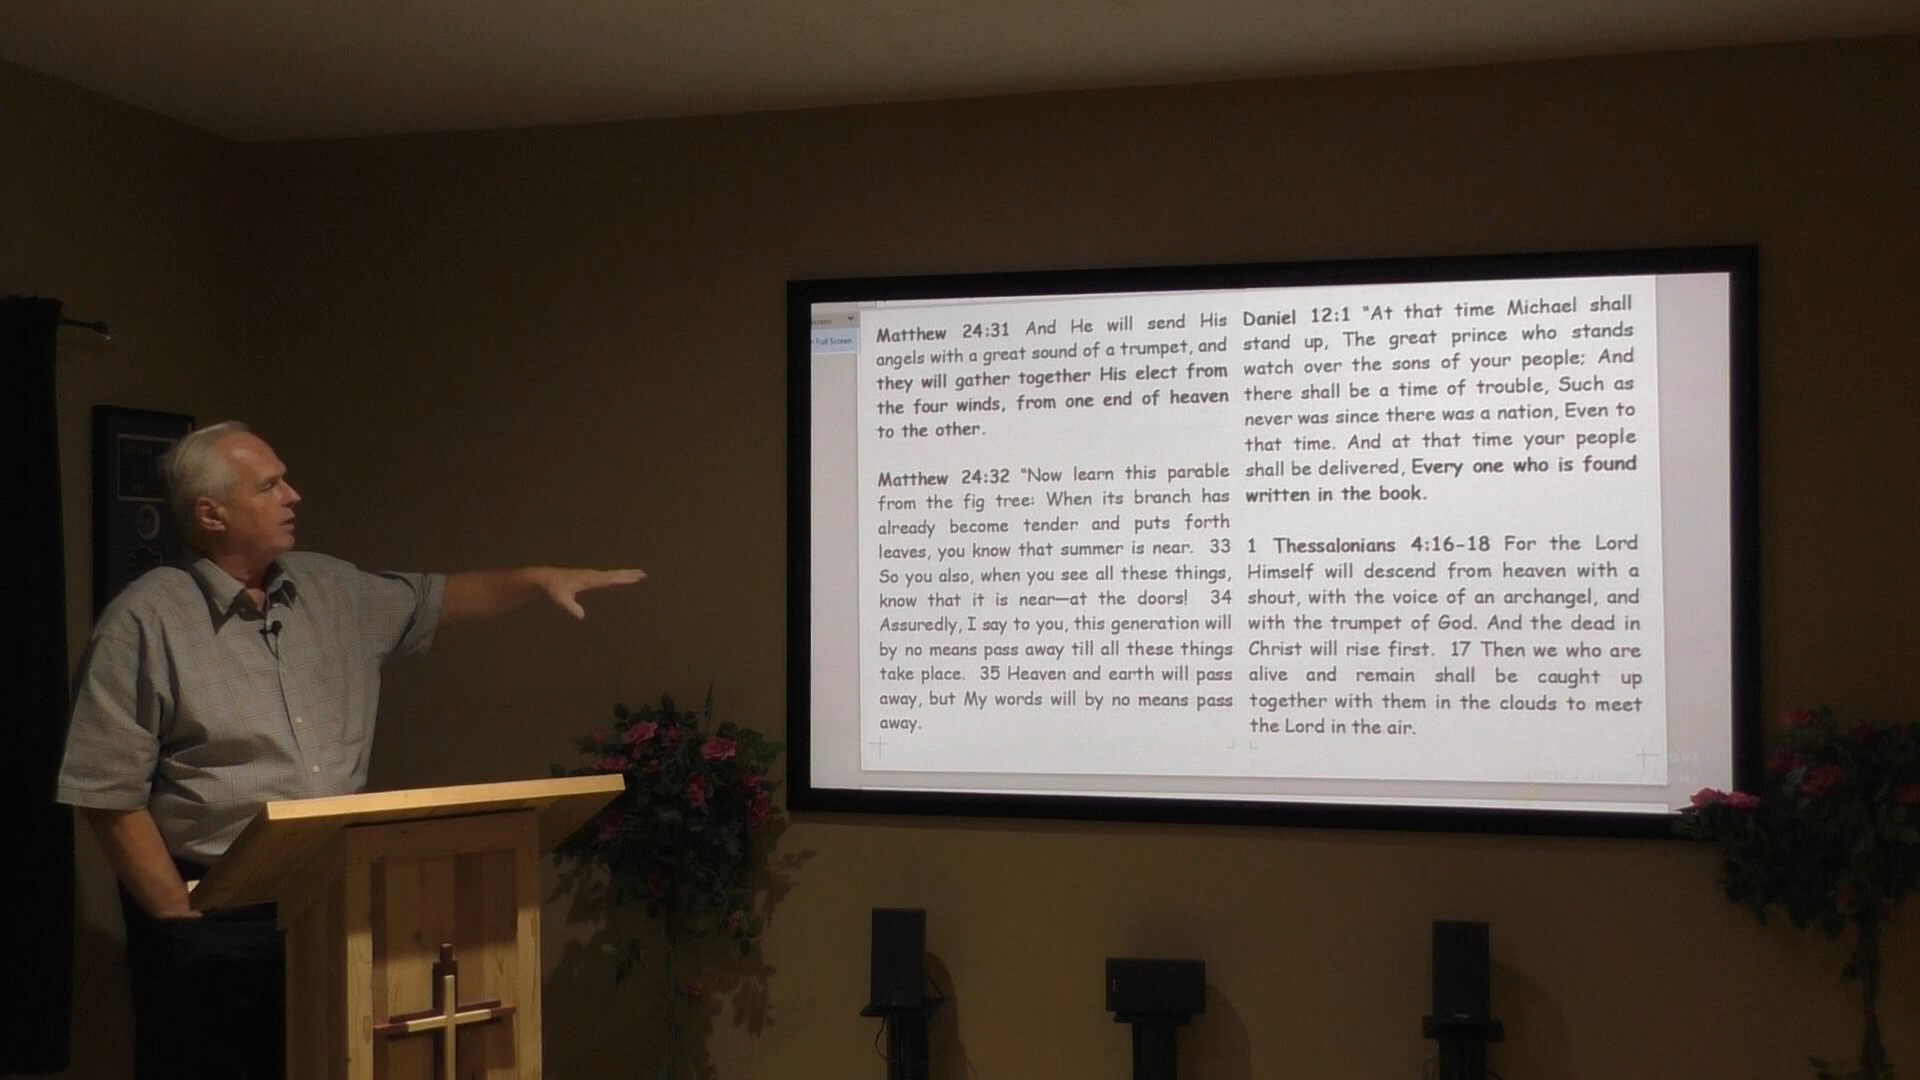 Screen
Full Screen
Matthew 24:31 And He will send His
angels with a great sound of a trumpet, and
they will gather together His elect from
the four winds, from one end of heaven
to the other.
Matthew 24:32 "Now learn this parable
from the fig tree: When its branch has
already become tender and puts forth
leaves, you know that summer is near. 33
So you also, when you see all these things,
know that it is near—at the doors! 34
Assuredly, I say to you, this generation will
by no means pass away till all these things
take place. 35 Heaven and earth will pass
away, but My words will by no means pass
away.
Daniel 12:1 "At that time Michael shall
stand up, The great prince who stands
watch over the sons of your people; And
there shall be a time of trouble, Such as
never was since there was a nation, Even to
that time. And at that time your people
shall be delivered, Every one who is found
written in the book.
1 Thessalonians 4:16-18 For the Lord
Himself will descend from heaven with a
shout, with the voice of an archangel, and
with the trumpet of God. And the dead in
Christ will rise first. 17 Then we who are
alive and remain shall be caught up
together with them in the clouds to meet
the Lord in the air.